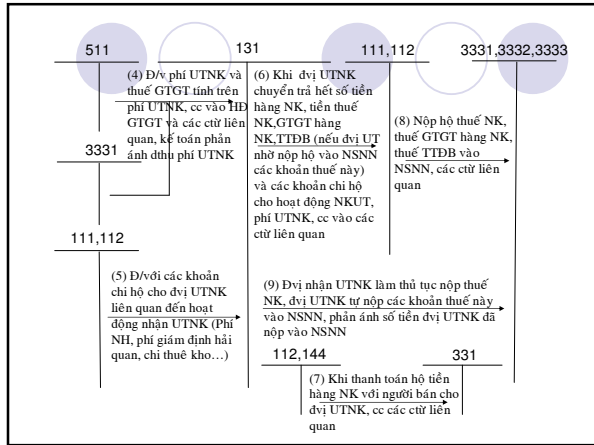 511
131
111,112
3331,3332,3333
(4) Đ/v phí UTNK và
thuế GTGT tính trên
phí UTNK, cc vào HĐ
GTGT và các ctừ liên
quan, kế toán phản
ánh dthu phí UTNK
3331
111,112
(5) Đ/với các khoản
chi hộ cho đvị UTNK
liên quan đến hoạt
động nhận UTNK (Phí
NH, phí giám định hải
quan, chi thuê kho…)
(6) Khi đvị UTNK
chuyển trả hết số tiền
hàng NK, tiền thuế
NK,GTGT hàng
NK,TTĐB (nếu đvị UT
nhờ nộp hộ vào NSNN
các khoản thuế này)
và các khoản chi hộ
cho hoạt động NKUT,
phí UTNK, cc vào các
ctừ liên quan
(8) Nộp hộ thuế NK,
thuế GTGT hàng NK,
thuế TTĐB vào
NSNN, các ctừ liên
quan
(9) Đvị nhận UTNK làm thủ tục nộp thuế
NK, đvị UTNK tự nộp các khoản thuế này
vào NSNN, phản ánh số tiền đvị UTNK đã
nộp vào NSNN
112,144
331
(7) Khi thanh toán hộ tiền
hàng NK với người bán cho
đvị UTNK, cc các ctừ liên
quan